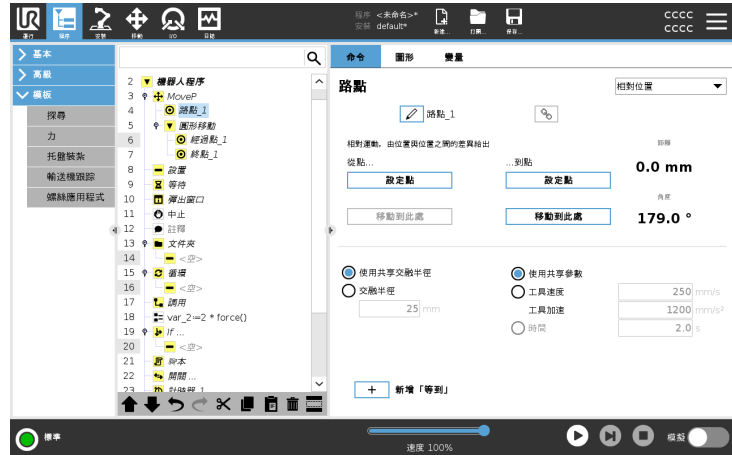 UR
運行
程序
安裝
移動
I/O
日誌
程序 <未命名>*
安裝 default*
新建...
打開...
保存...
cccc
cccc
基本
高級
模板
探尋
力
托盤裝紮
輸送機跟踪
螺絲應用程式
2 機器人程序
3 MoveP
4 路點_1
5 圓形移動
6 經過點_1
7 終點_1
8 設置
9 等待
10 彈出窗口
11 中止
12 註釋
13 文件夾
14 <空>
15 循環
16 <空>
17 調用
18 var_2≔2 * force()
19 If ...
20 <空>
21 腳本
22 開關 ...
23 計時器_1
命令
圖形
變量
路點
相對位置
路點_1
相對運動，由位置與位置之間的差異給出
從點...
...到點
設定點
設定點
移動到此處
移動到此處
距離
0.0 mm
角度
179.0 °
使用共享交融半徑
交融半徑
25 mm
使用共享參數
工具速度
250 mm/s
工具加速
1200 mm/s²
時間
2.0 s
+ 新增「等到」
標準
速度 100%
模擬